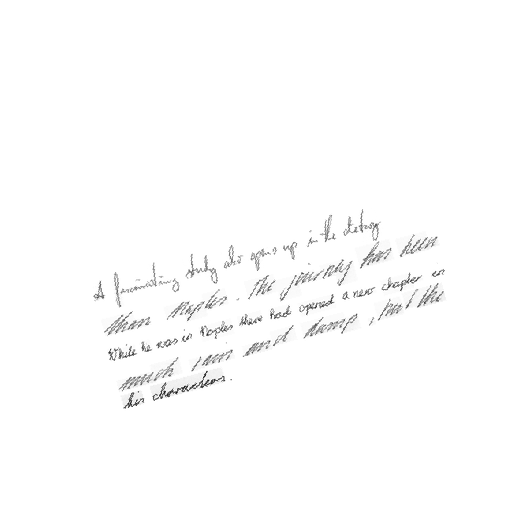 A fascinating study also opens up in the
than Naples. The journey has been
While he was in Naples there had opened a new chapter in
much rain and damp, but the
his characters.